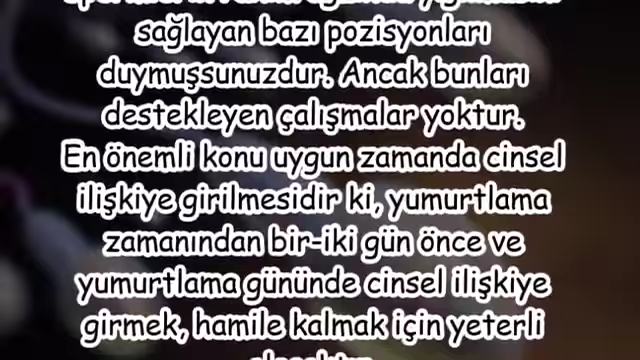 sağlayan bazı pozisyonları
duymuşsunuzdur. Ancak bunları
destekleyen çalışmalar yoktur.
En önemli konu uygun zamanda cinsel
ilişkiye girilmesidir ki, yumurtlama
zamanından bir-iki gün önce ve
yumurtlama gününde cinsel ilişkiye
girmek, hamile kalmak için yeterli